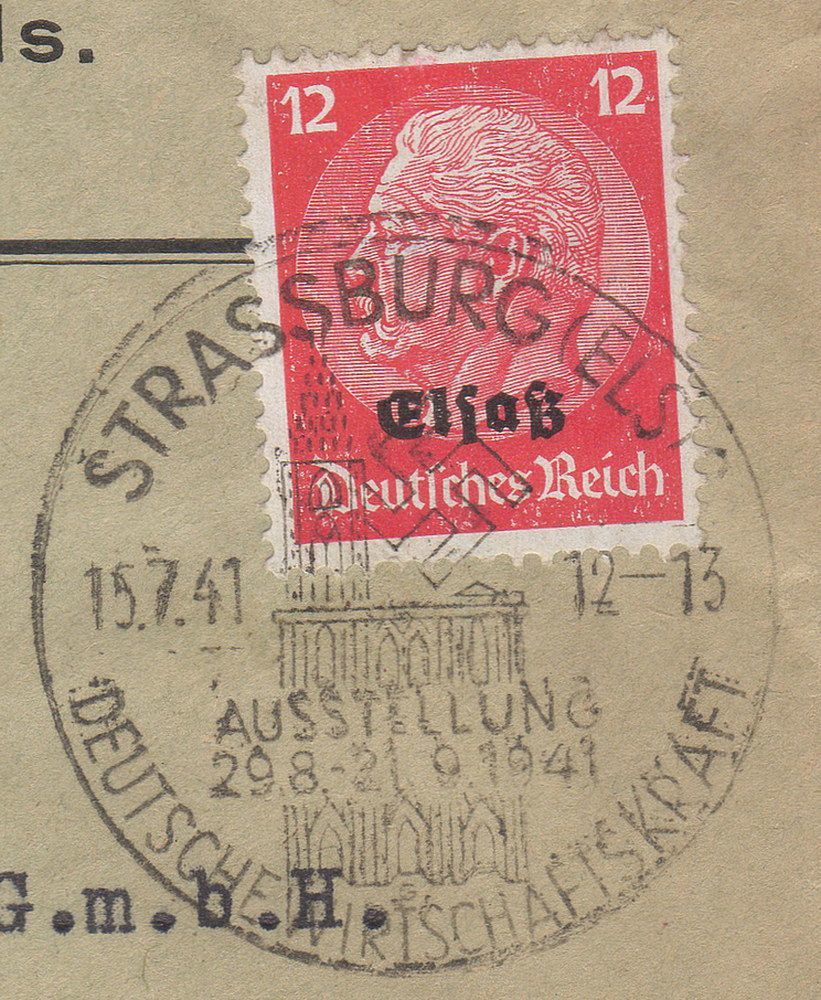 ls.
12 12
Elsaß
Deutsches Reich
STRASSBURG (ELS)
15.7.41 12-13
AUSSTELLUNG
29.8.-21.9.1941
DEUTSCHE WIRTSCHAFTSKRAFT
G.m.b.H.